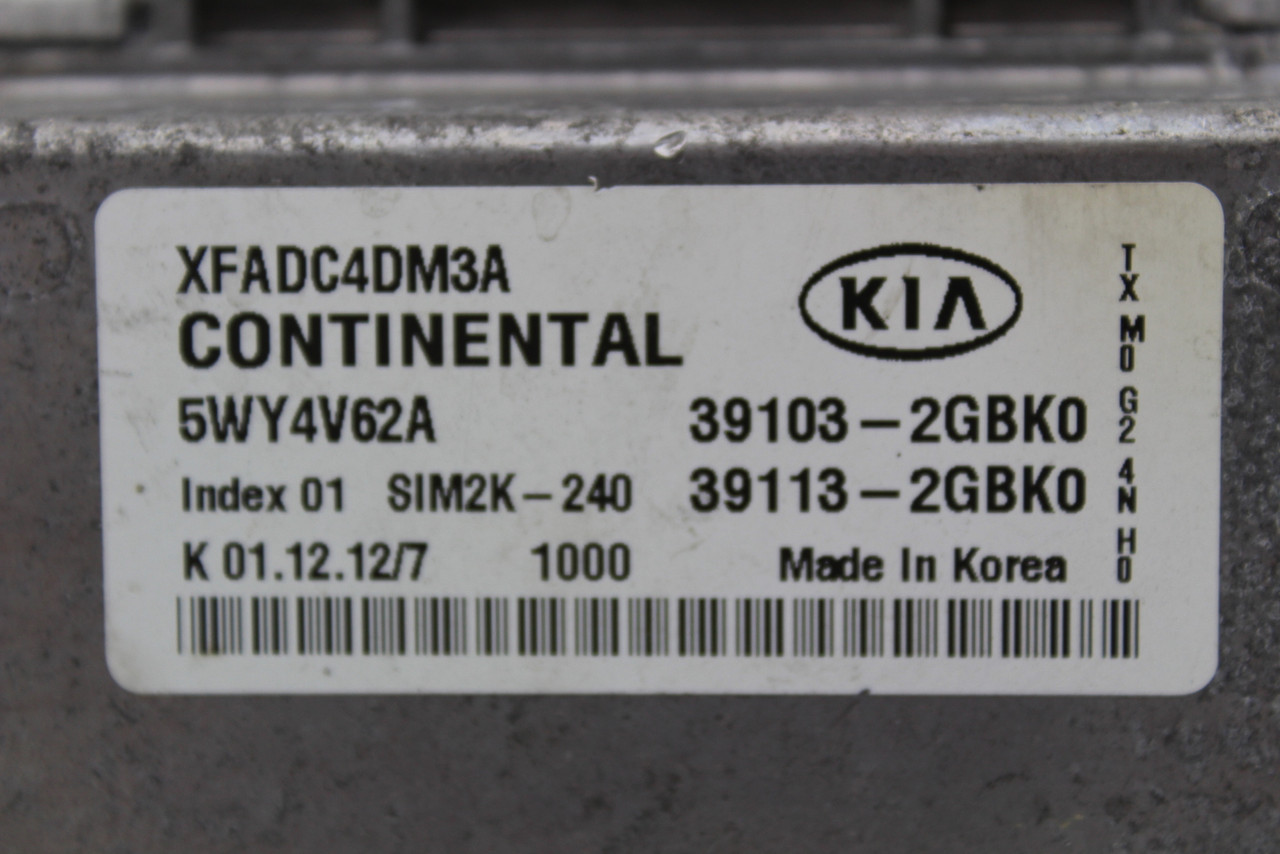 XFADC4DM3A
KIA
CONTINENTAL
5WY4V62A 39103-2GBK0
Index 01 SIM2K-240 39113-2GBK0
K 01.12.12/7 1000 Made In Korea
TX M0 G2 4N H0